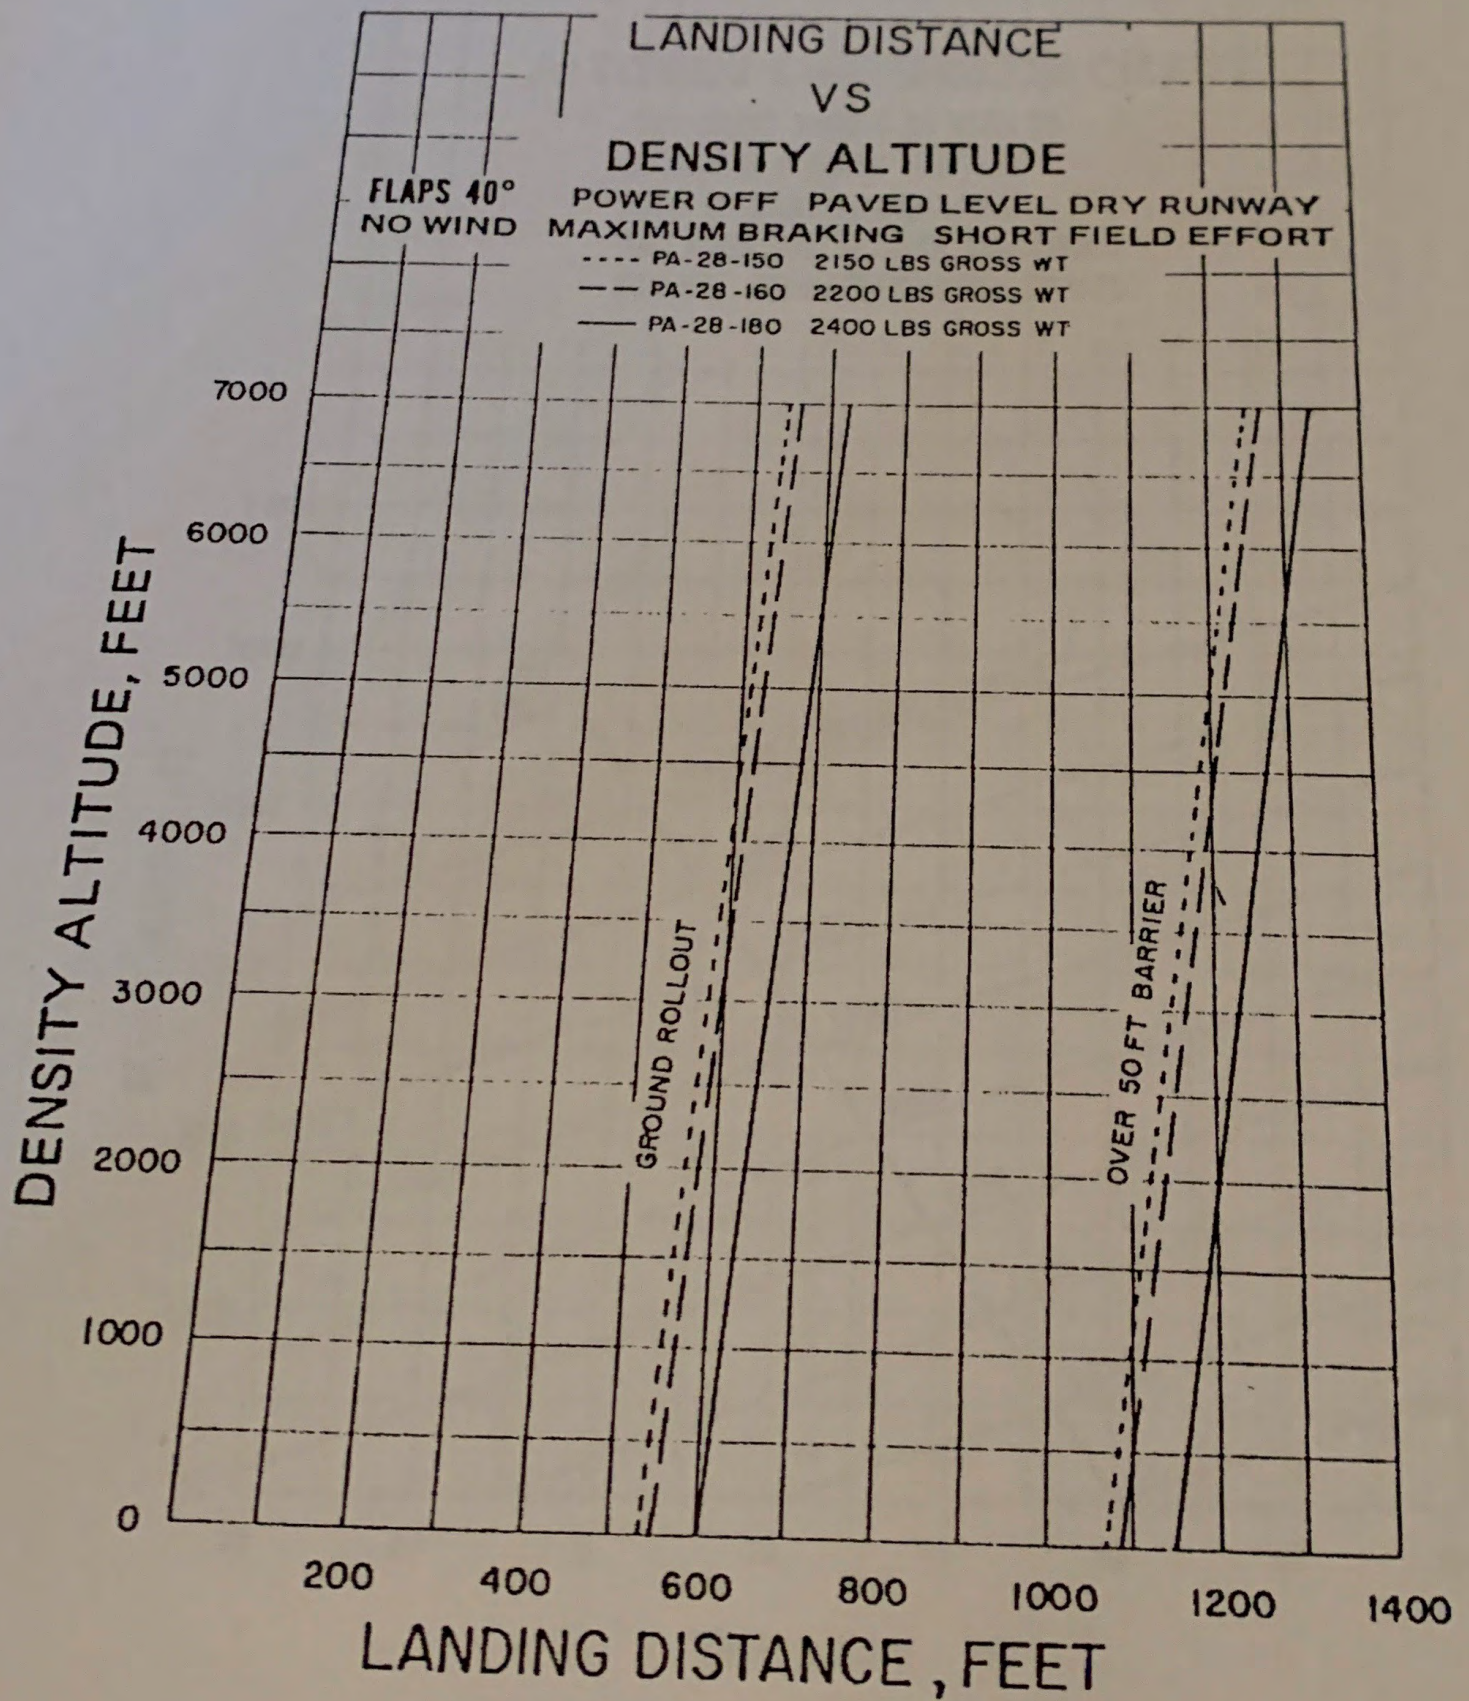 LANDING DISTANCE
VS
DENSITY ALTITUDE
FLAPS 40° POWER OFF PAVED LEVEL DRY RUNWAY
NO WIND MAXIMUM BRAKING SHORT FIELD EFFORT
---- PA-28-150 2150 LBS GROSS WT
—— PA-28-160 2200 LBS GROSS WT
—— PA-28-180 2400 LBS GROSS WT
7000
6000
5000
4000
3000
2000
1000
0
DENSITY ALTITUDE, FEET
GROUND ROLLOUT
OVER 50 FT BARRIER
200 400 600 800 1000 1200 1400
LANDING DISTANCE, FEET